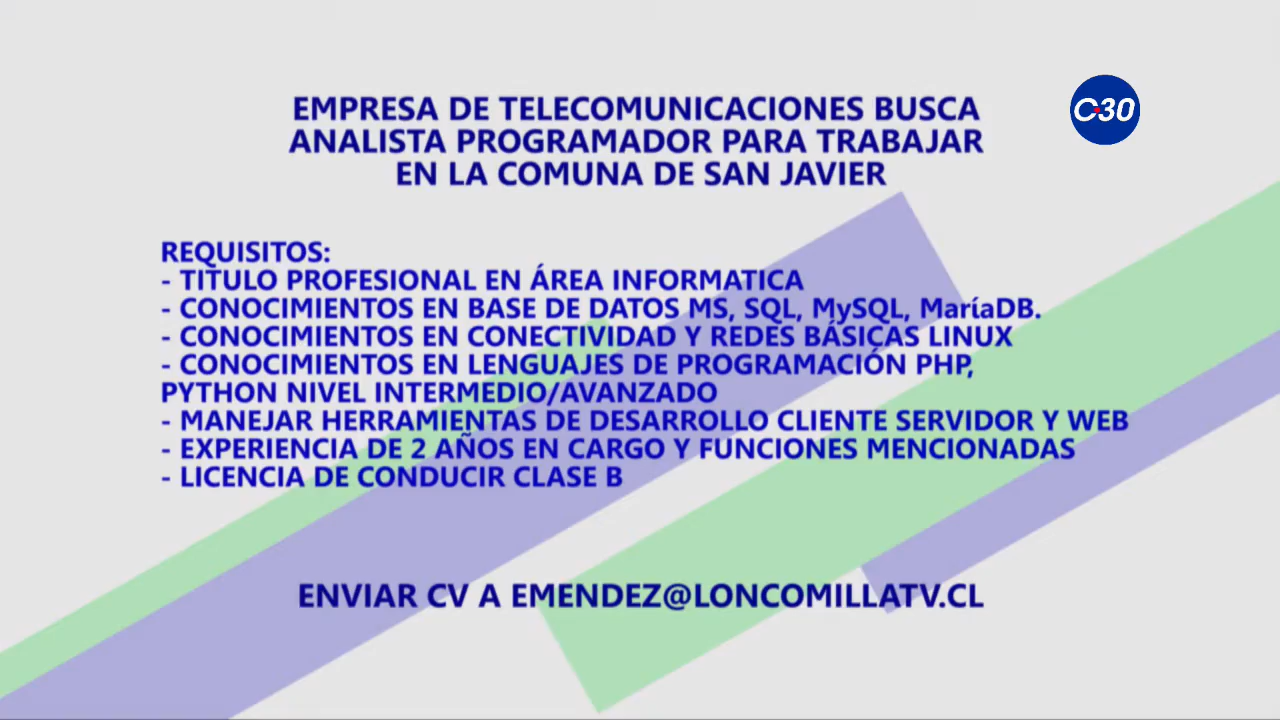 EMPRESA DE TELECOMUNICACIONES BUSCA
ANALISTA PROGRAMADOR PARA TRABAJAR
EN LA COMUNA DE SAN JAVIER
C30
REQUISITOS:
- TITULO PROFESIONAL EN ÁREA INFORMATICA
- CONOCIMIENTOS EN BASE DE DATOS MS, SQL, MySQL, MaríaDB.
- CONOCIMIENTOS EN CONECTIVIDAD Y REDES BÁSICAS LINUX
- CONOCIMIENTOS EN LENGUAJES DE PROGRAMACIÓN PHP,
PYTHON NIVEL INTERMEDIO/AVANZADO
- MANEJAR HERRAMIENTAS DE DESARROLLO CLIENTE SERVIDOR Y WEB
- EXPERIENCIA DE 2 AÑOS EN CARGO Y FUNCIONES MENCIONADAS
- LICENCIA DE CONDUCIR CLASE B
ENVIAR CV A EMENDEZ@LONCOMILLATV.CL